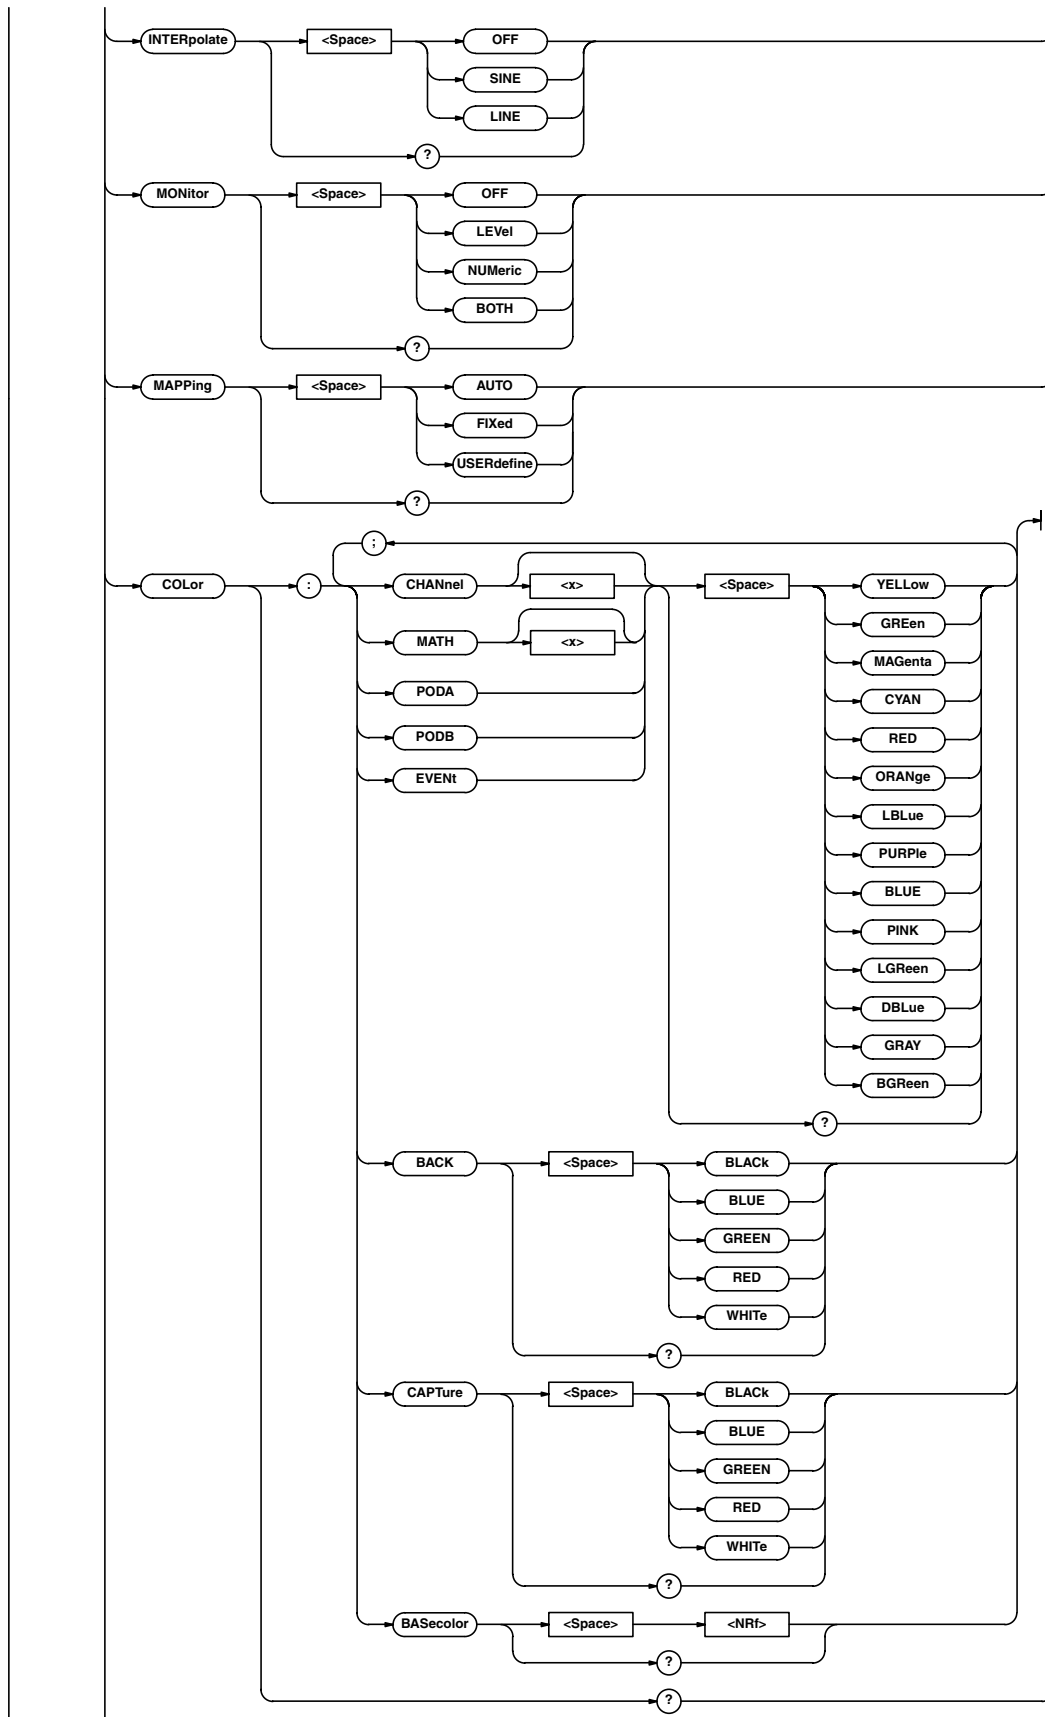 INTERpolate <Space> OFF
SINE
LINE
?
MONitor <Space> OFF
LEVel
NUMeric
BOTH
?
MAPPing <Space> AUTO
FIXed
USERdefine
?
;
COLor : CHANnel <x> <Space> YELLow
GREen
MATH <x> MAGenta
PODA CYAN
PODB RED
EVENt ORANge
LBLue
PURPle
BLUE
PINK
LGReen
DBLue
GRAY
BGReen
?
BACK <Space> BLACk
BLUE
GREEN
RED
WHITe
?
CAPTure <Space> BLACk
BLUE
GREEN
RED
WHITe
?
BASecolor <Space> <NRf>
?
?